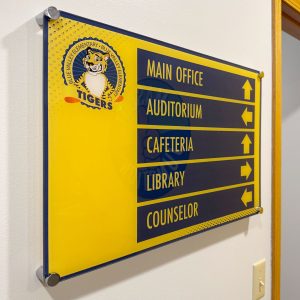 TIGERS
MAIN OFFICE
AUDITORIUM
CAFETERIA
LIBRARY
COUNSELOR